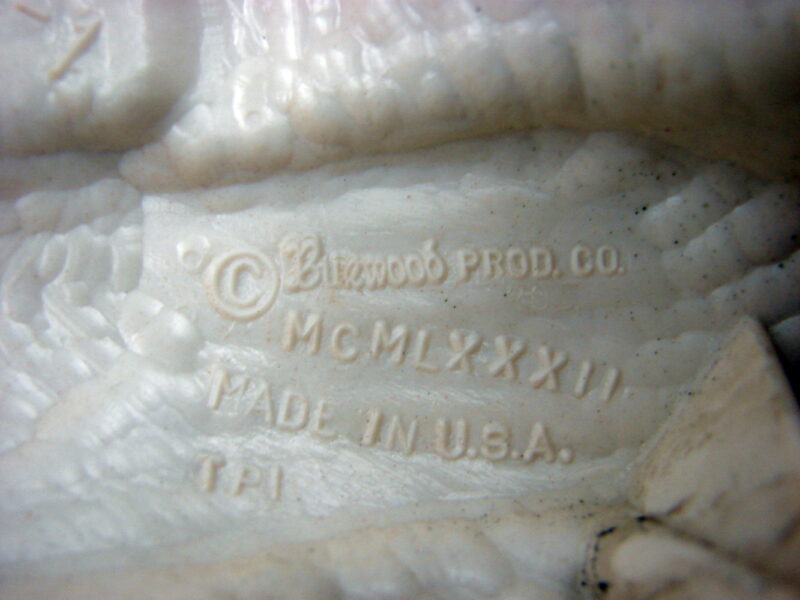 © Burwood PROD. CO.
MCMLXXXII
MADE IN U.S.A.
TPI